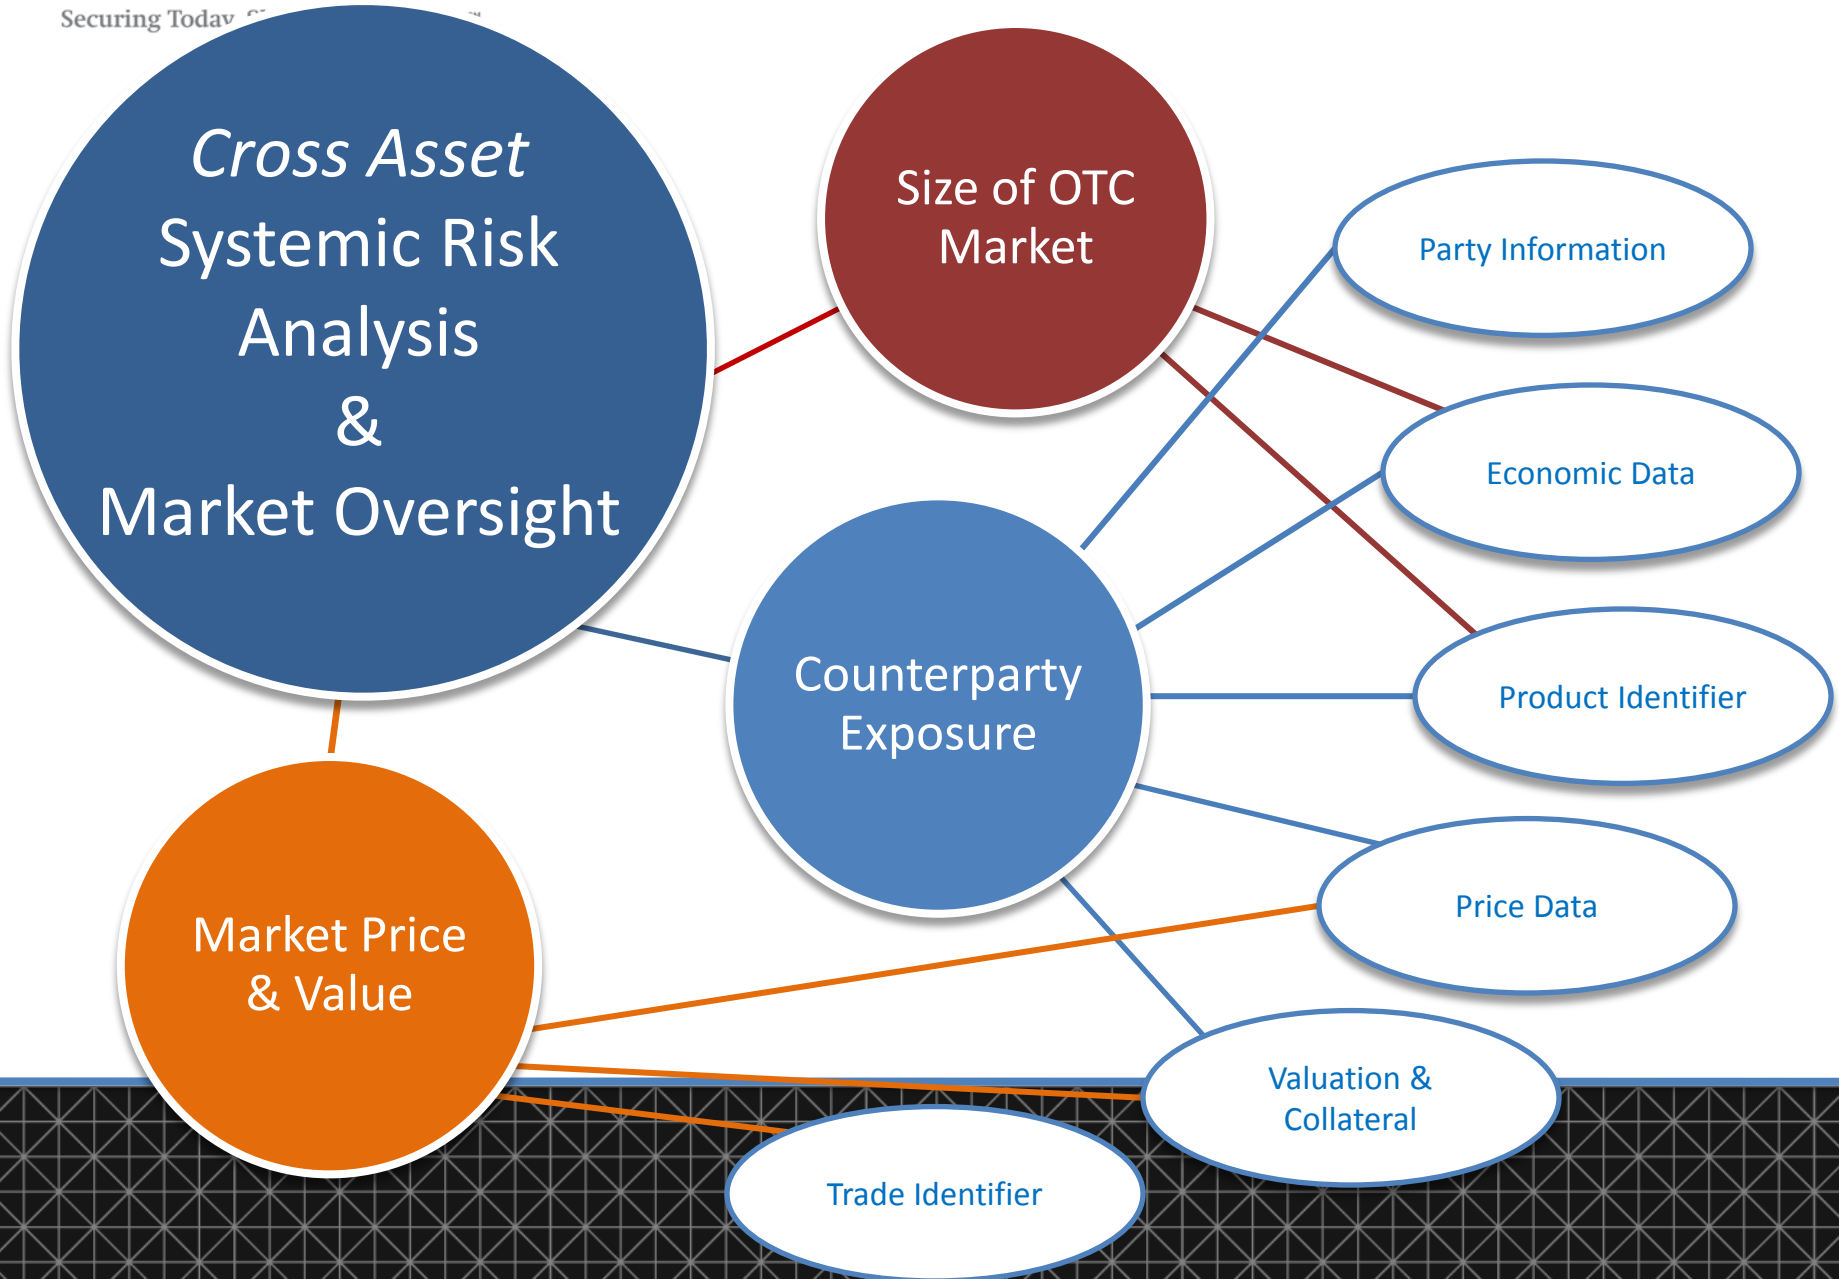 Securing Today
Cross Asset
Systemic Risk
Analysis
&
Market Oversight
Size of OTC
Market
Party Information
Economic Data
Counterparty
Exposure
Product Identifier
Market Price
& Value
Price Data
Valuation &
Collateral
Trade Identifier